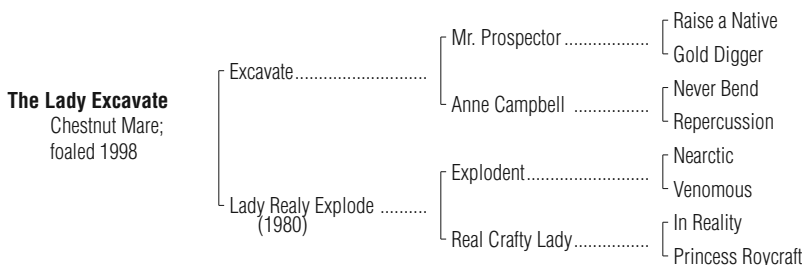 Raise a Native
Mr. Prospector .................
Gold Digger
Excavate..........................
Never Bend
Anne Campbell ...............
Repercussion
The Lady Excavate
Chestnut Mare;
foaled 1998
Nearctic
Explodent........................
Venomous
Lady Realy Explode ..........
(1980)
In Reality
Real Crafty Lady...............
Princess Roycraft